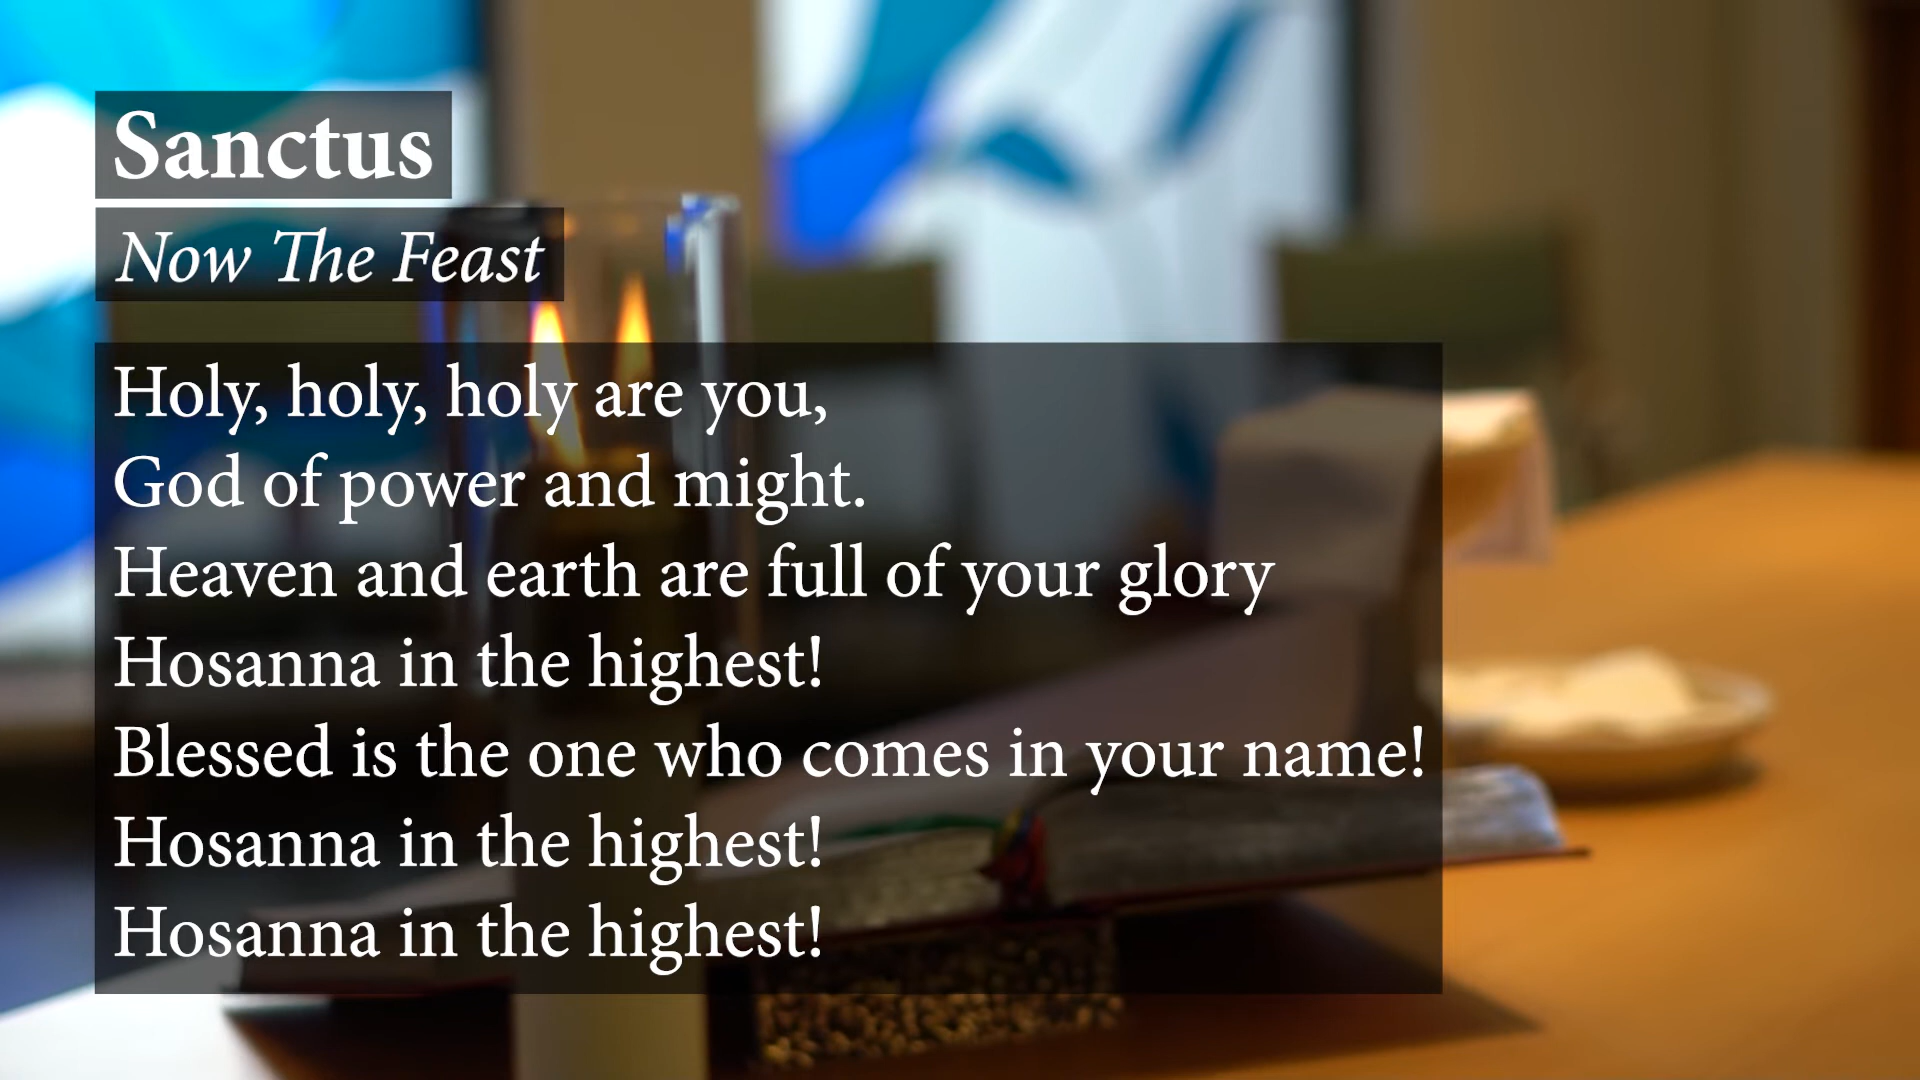 Sanctus
Now The Feast
Holy, holy, holy are you,
God of power and might.
Heaven and earth are full of your glory
Hosanna in the highest!
Blessed is the one who comes in your name!
Hosanna in the highest!
Hosanna in the highest!